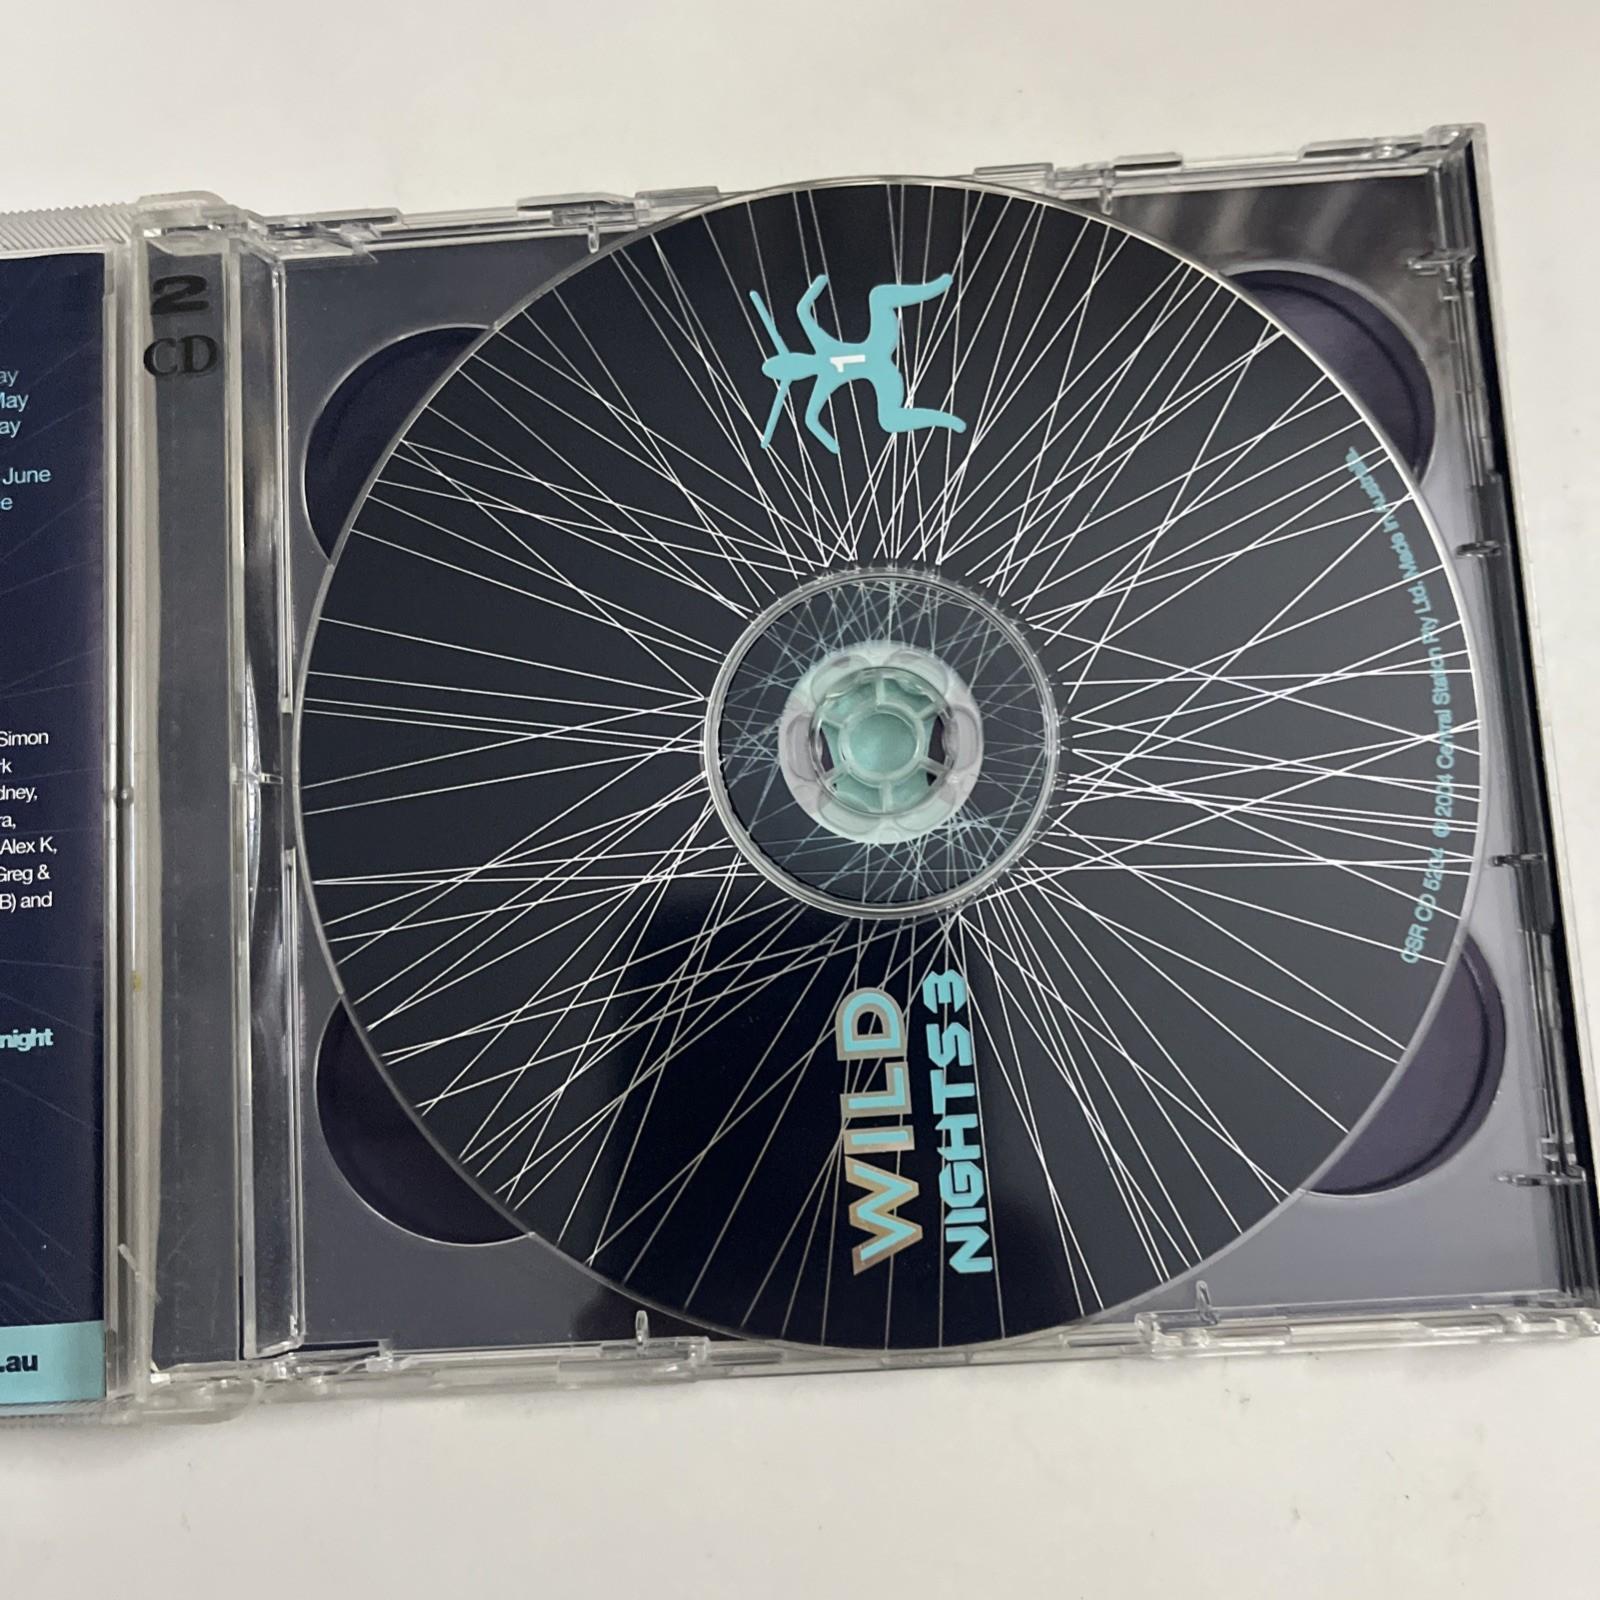 2
CD
ay
May
ay
June
e
Simon
rk
dney,
ra,
Alex K,
Greg &
B) and
night
.au
1
WILD
NIGHTS 3
CSR CD 5204 ℗ 2004 Central Station Pty Ltd. Made in Australia.